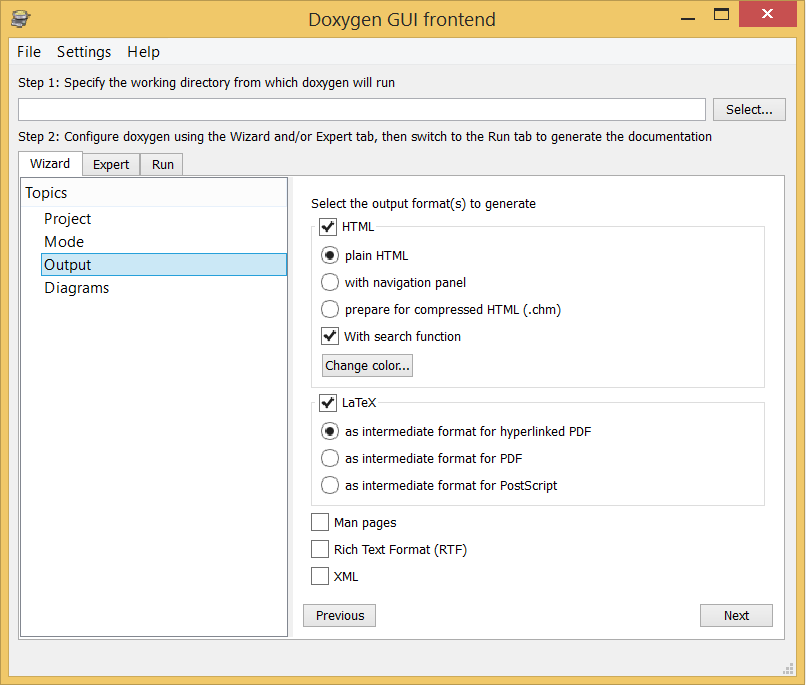 Doxygen GUI frontend
File Settings Help
Step 1: Specify the working directory from which doxygen will run
Select...
Step 2: Configure doxygen using the Wizard and/or Expert tab, then switch to the Run tab to generate the documentation
Wizard Expert Run
Topics
Project
Mode
Output
Diagrams
Select the output format(s) to generate
HTML
plain HTML
with navigation panel
prepare for compressed HTML (.chm)
With search function
Change color...
LaTeX
as intermediate format for hyperlinked PDF
as intermediate format for PDF
as intermediate format for PostScript
Man pages
Rich Text Format (RTF)
XML
Previous Next